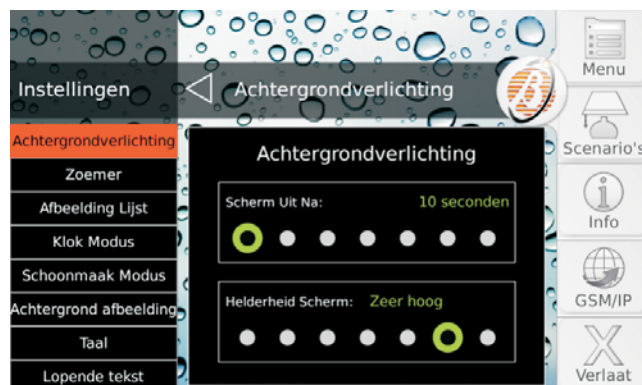 Instellingen
Achtergrondverlichting
Achtergrondverlichting
Zoemer
Afbeelding Lijst
Klok Modus
Schoonmaak Modus
Achtergrond afbeelding
Taal
Lopende tekst
Achtergrondverlichting
Scherm Uit Na: 10 seconden
Helderheid Scherm: Zeer hoog
Menu
Scenario's
Info
GSM/IP
Verlaat